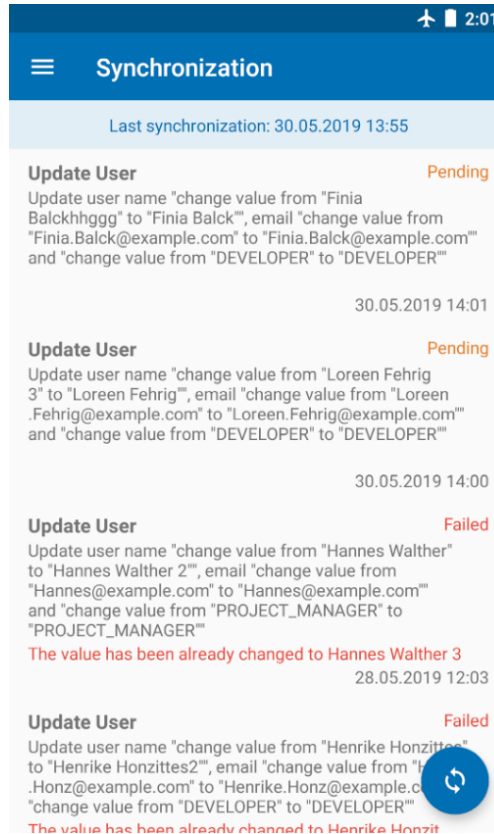 2:01
Synchronization
Last synchronization: 30.05.2019 13:55
Update User
Pending
Update user name "change value from "Finia
Balckhhggg" to "Finia Balck"", email "change value from
"Finia.Balck@example.com" to "Finia.Balck@example.com""
and "change value from "DEVELOPER" to "DEVELOPER""
30.05.2019 14:01
Update User
Pending
Update user name "change value from "Loreen Fehrig
3" to "Loreen Fehrig"", email "change value from "Loreen
.Fehrig@example.com" to "Loreen.Fehrig@example.com""
and "change value from "DEVELOPER" to "DEVELOPER""
30.05.2019 14:00
Update User
Failed
Update user name "change value from "Hannes Walther"
to "Hannes Walther 2"", email "change value from
"Hannes@example.com" to "Hannes@example.com""
and "change value from "PROJECT_MANAGER" to
"PROJECT_MANAGER""
The value has been already changed to Hannes Walther 3
28.05.2019 12:03
Update User
Failed
Update user name "change value from "Henrike Honzittes"
to "Henrike Honzittes2"", email "change value from
.Honz@example.com" to "Henrike.Honz@example.c
"change value from "DEVELOPER" to "DEVELOPER""
The value has been already changed to Henrike Honzit